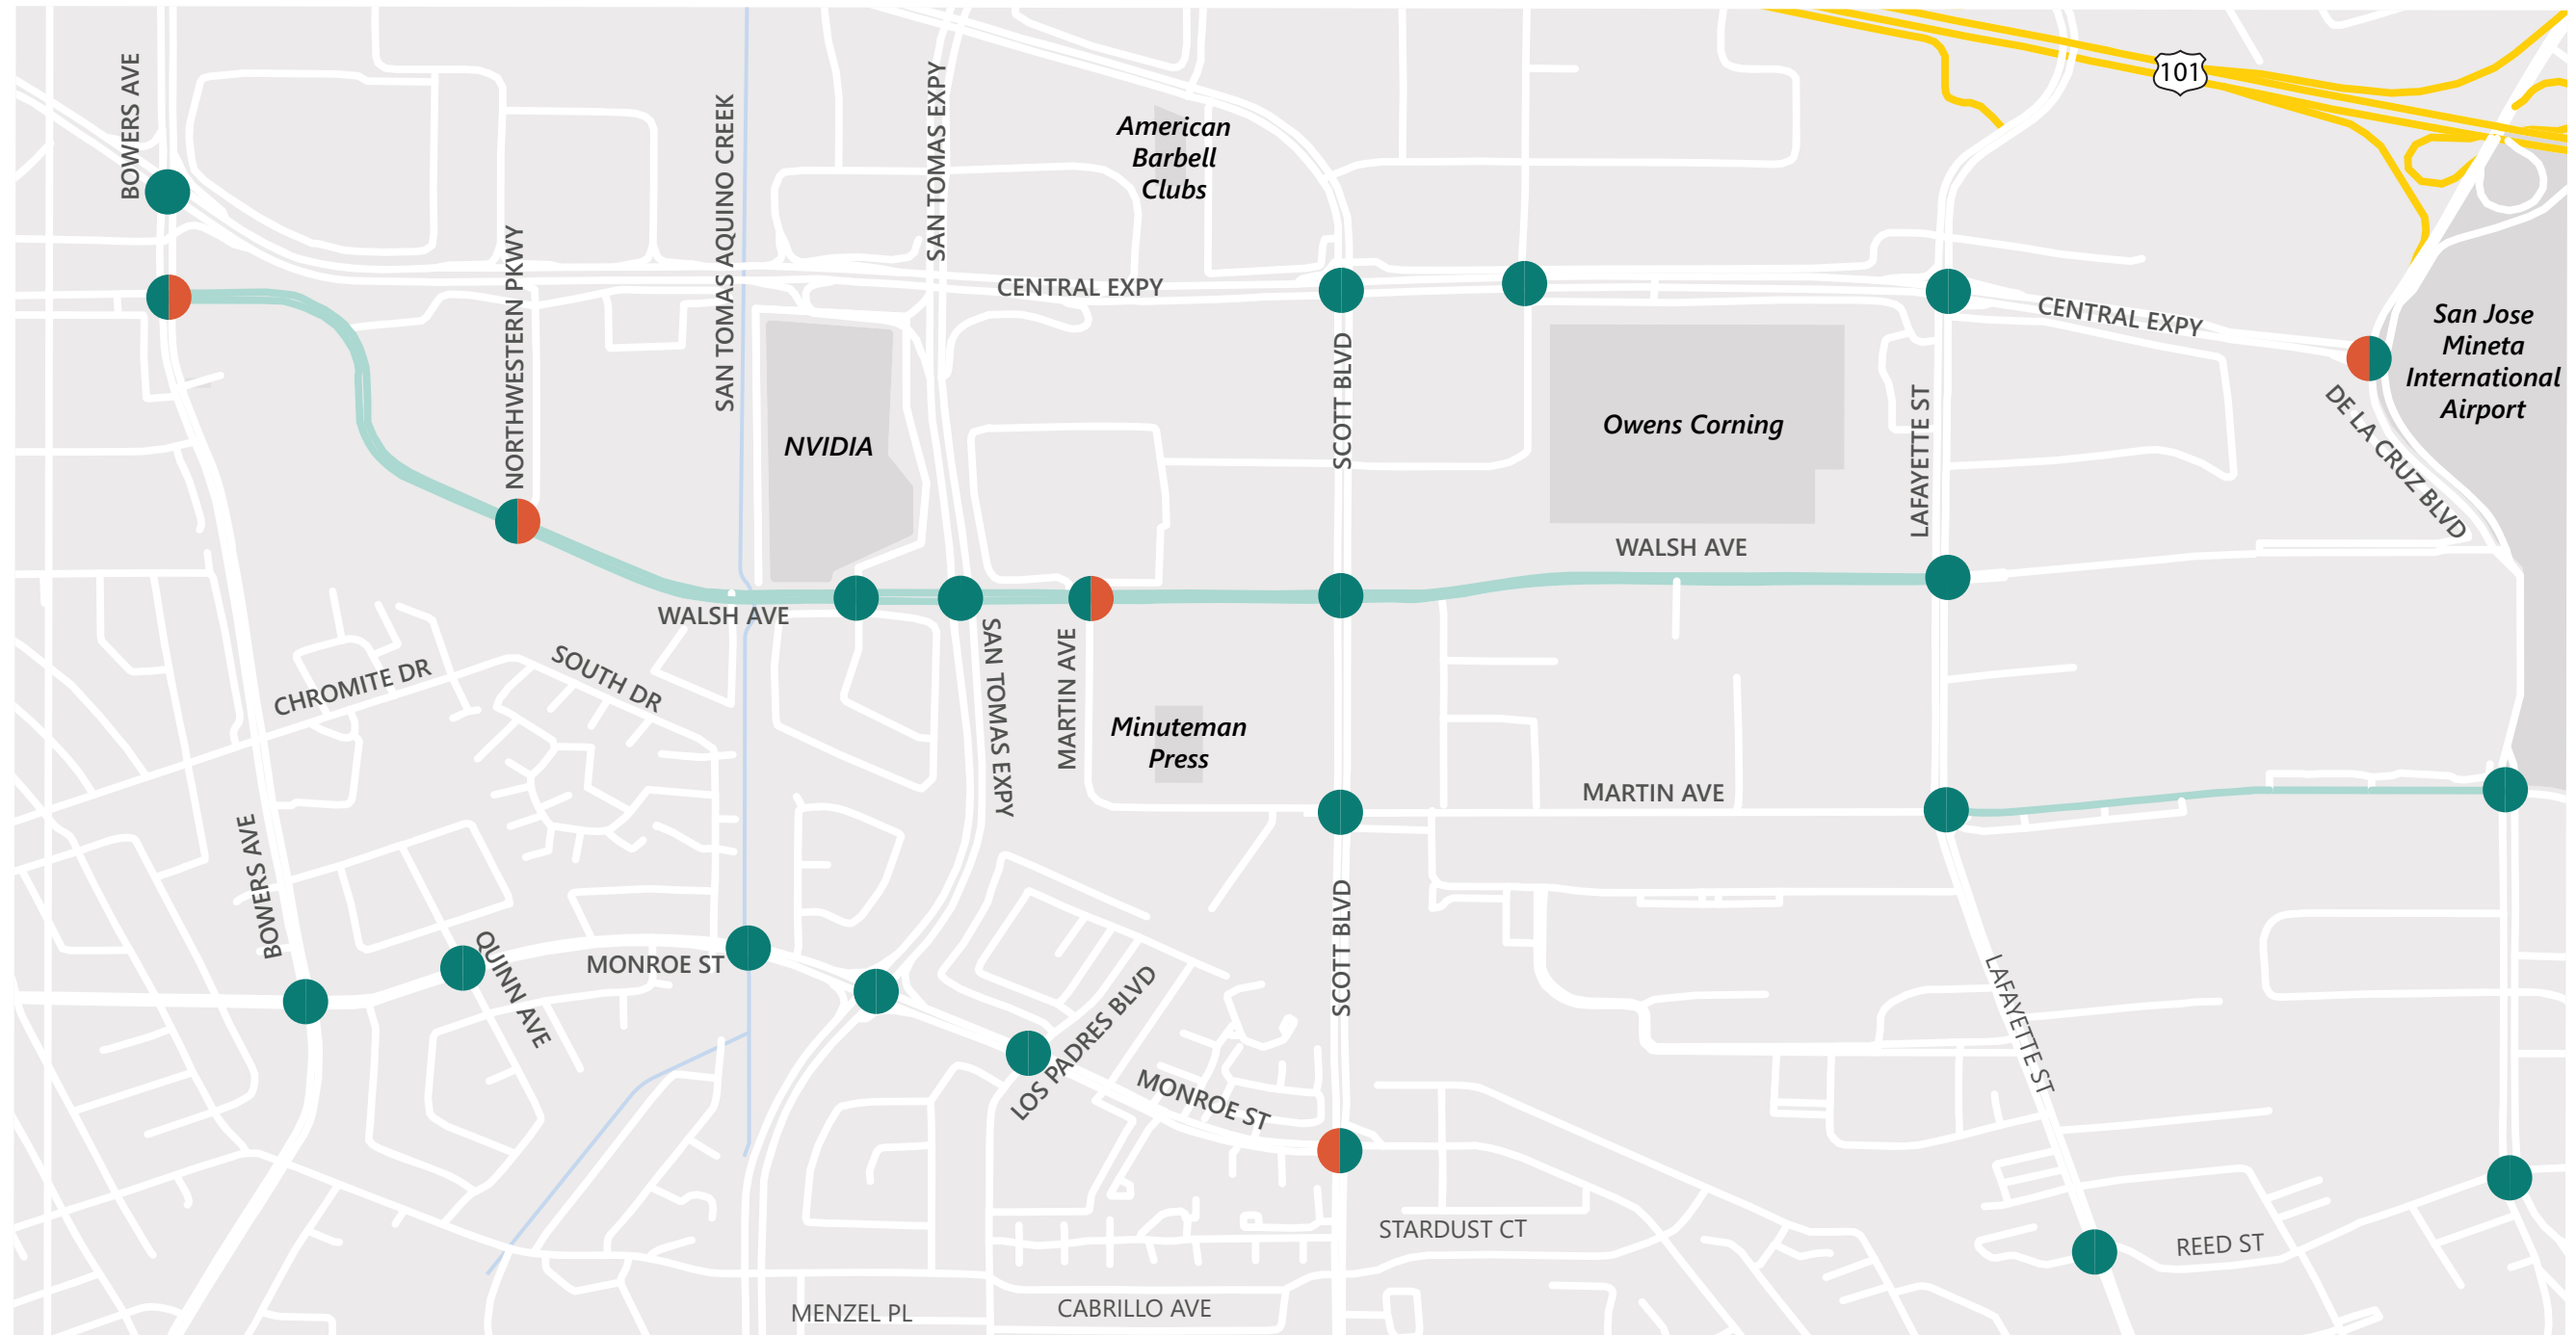 101
BOWERS AVE
SAN TOMAS EXPY
American
Barbell
Clubs
SAN TOMAS AQUINO CREEK
NORTHWESTERN PKWY
CENTRAL EXPY
CENTRAL EXPY
San Jose
Mineta
International
Airport
SCOTT BLVD
LAFAYETTE ST
DE LA CRUZ BLVD
NVIDIA
Owens Corning
WALSH AVE
WALSH AVE
SAN TOMAS EXPY
MARTIN AVE
CHROMITE DR
SOUTH DR
Minuteman
Press
MARTIN AVE
BOWERS AVE
QUINN AVE
MONROE ST
SCOTT BLVD
LAFAYETTE ST
LOS PADRES BLVD
MONROE ST
STARDUST CT
REED ST
MENZEL PL
CABRILLO AVE